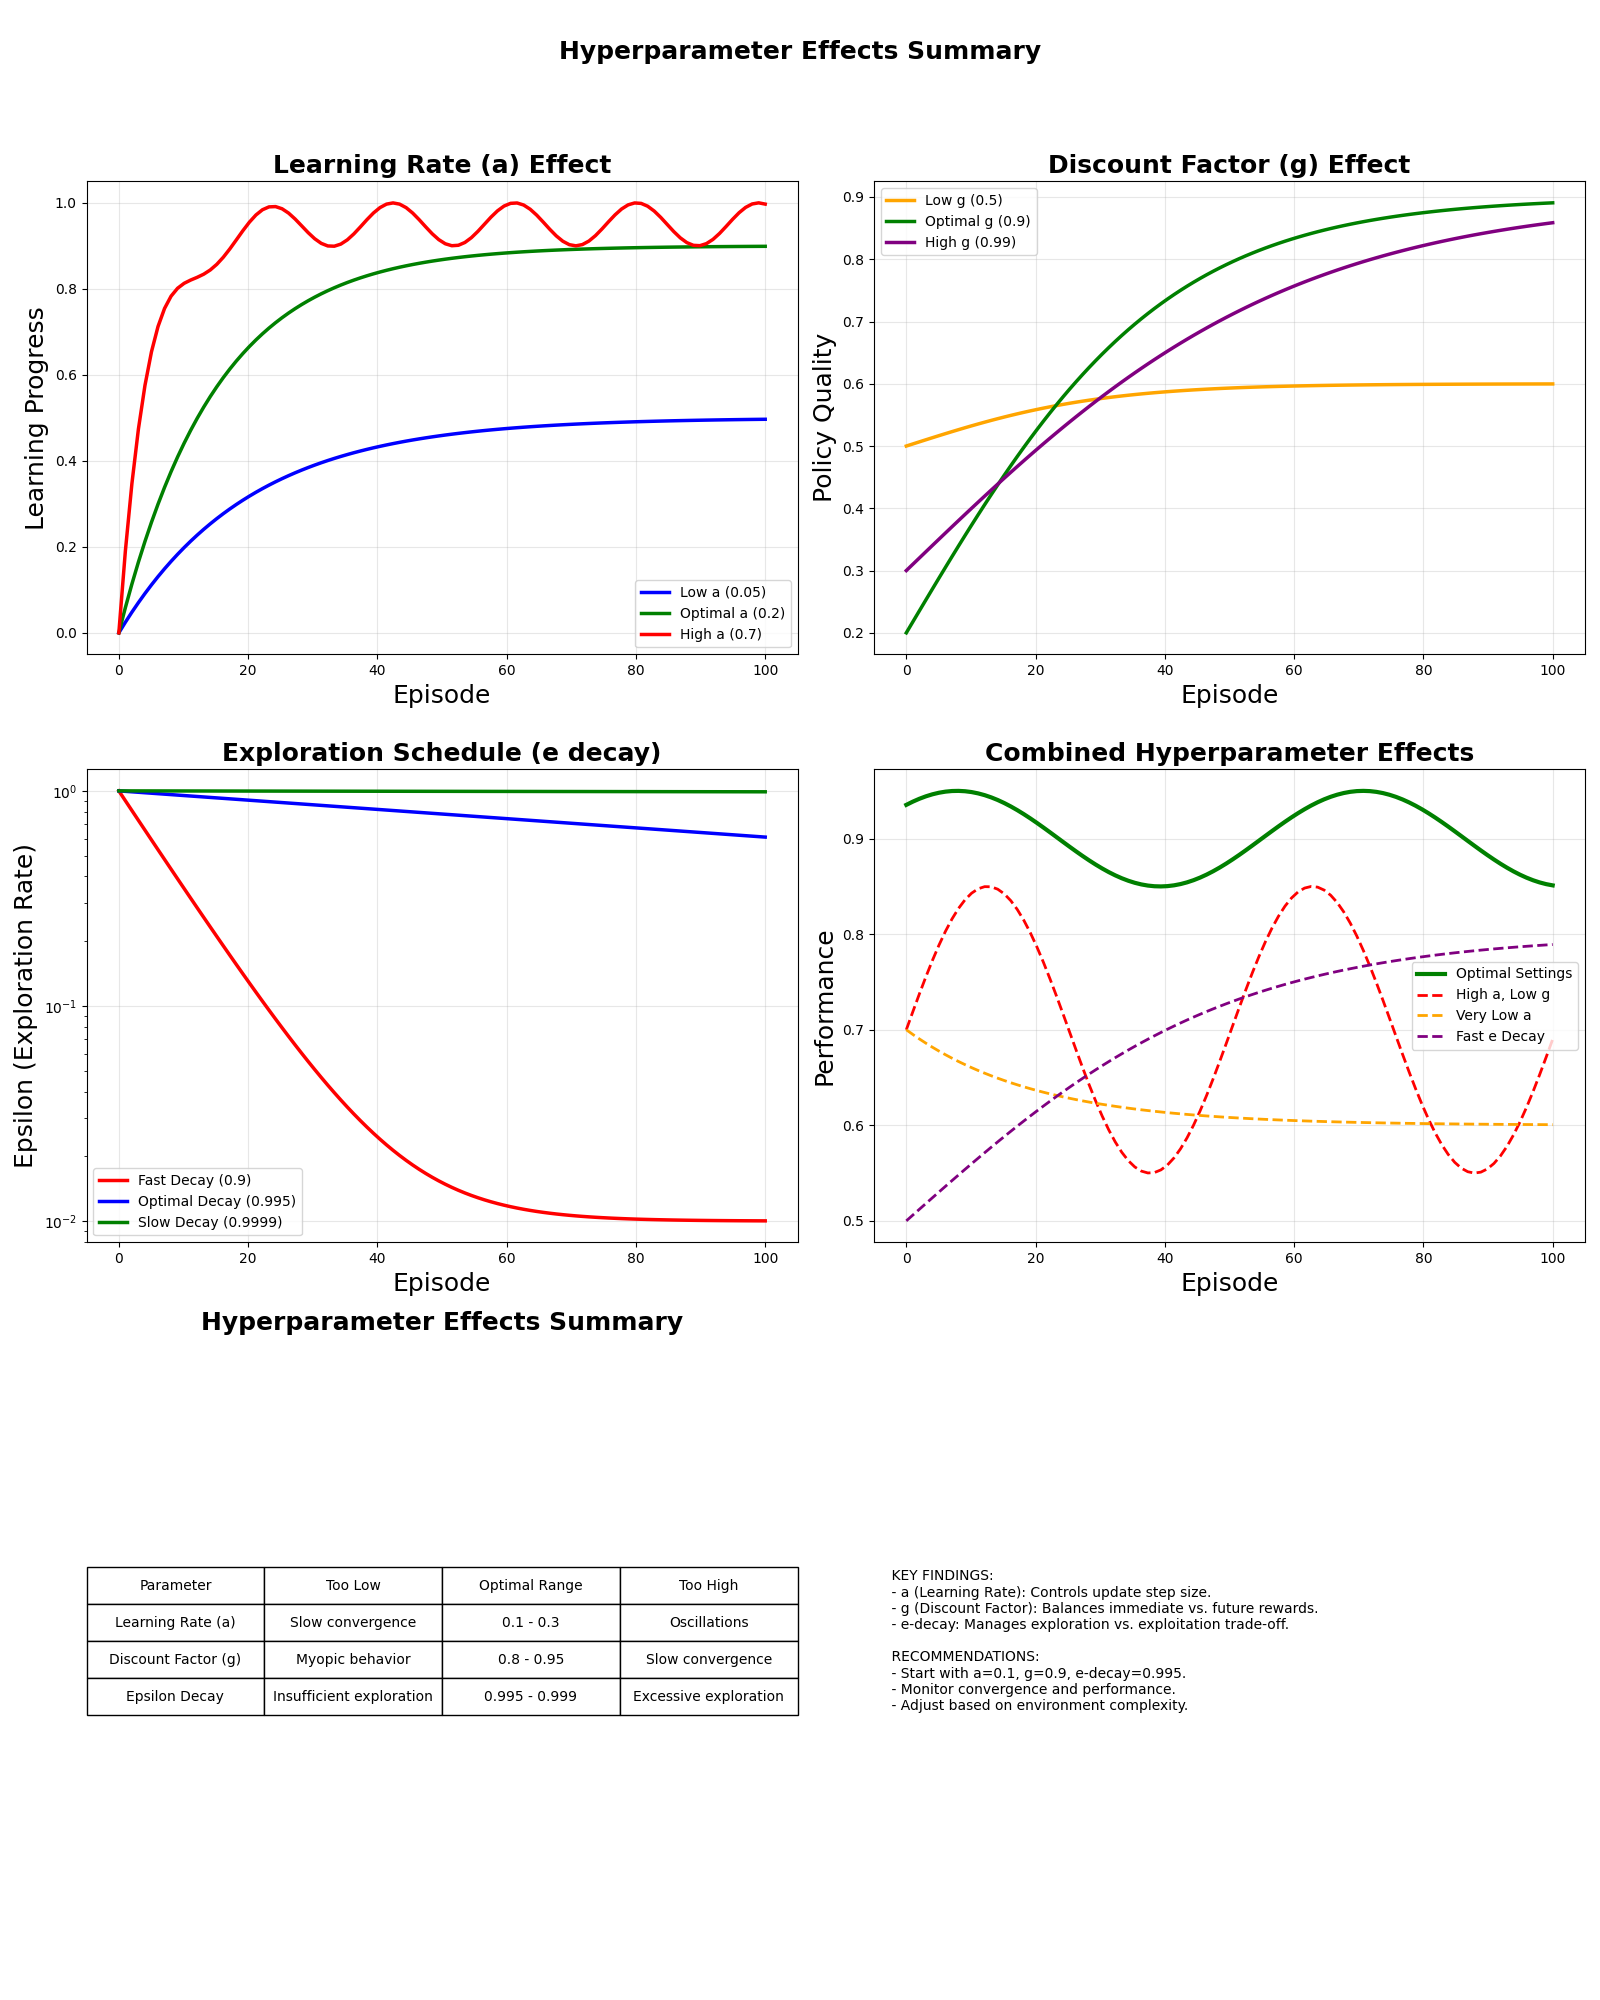 Hyperparameter Effects Summary
Learning Rate (a) Effect
Learning Progress
1.0
0.8
0.6
0.4
0.2
0.0
Low a (0.05)
Optimal a (0.2)
High a (0.7)
0 20 40 60 80 100
Episode
Discount Factor (g) Effect
Policy Quality
0.9
0.8
0.7
0.6
0.5
0.4
0.3
0.2
Low g (0.5)
Optimal g (0.9)
High g (0.99)
0 20 40 60 80 100
Episode
Exploration Schedule (e decay)
Epsilon (Exploration Rate)
10⁰
10⁻¹
10⁻²
Fast Decay (0.9)
Optimal Decay (0.995)
Slow Decay (0.9999)
0 20 40 60 80 100
Episode
Combined Hyperparameter Effects
Performance
0.9
0.8
0.7
0.6
0.5
Optimal Settings
High a, Low g
Very Low a
Fast e Decay
0 20 40 60 80 100
Episode
Hyperparameter Effects Summary
Parameter Too Low Optimal Range Too High
Learning Rate (a) Slow convergence 0.1 - 0.3 Oscillations
Discount Factor (g) Myopic behavior 0.8 - 0.95 Slow convergence
Epsilon Decay Insufficient exploration 0.995 - 0.999 Excessive exploration
KEY FINDINGS:
- a (Learning Rate): Controls update step size.
- g (Discount Factor): Balances immediate vs. future rewards.
- e-decay: Manages exploration vs. exploitation trade-off.
RECOMMENDATIONS:
- Start with a=0.1, g=0.9, e-decay=0.995.
- Monitor convergence and performance.
- Adjust based on environment complexity.